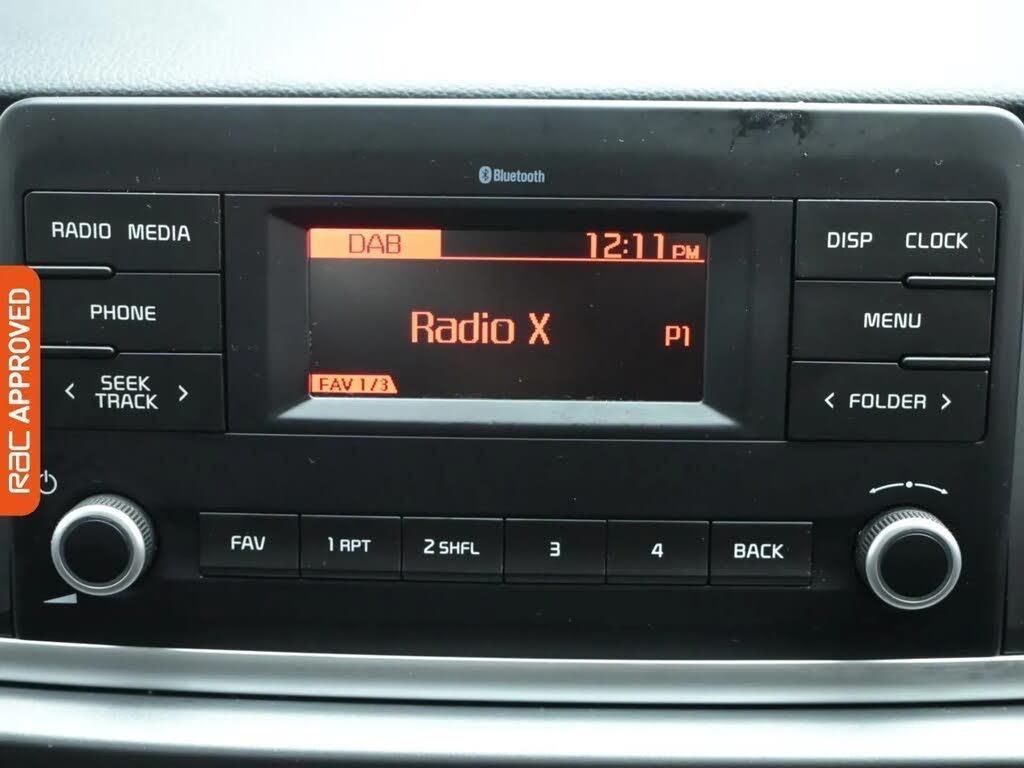 Bluetooth
RADIO MEDIA
DAB 12:11 PM
DISP CLOCK
PHONE
Radio X P1
MENU
< SEEK TRACK >
FAV 1/3
< FOLDER >
rac APPROVED
FAV 1 RPT 2 SHFL 3 4 BACK